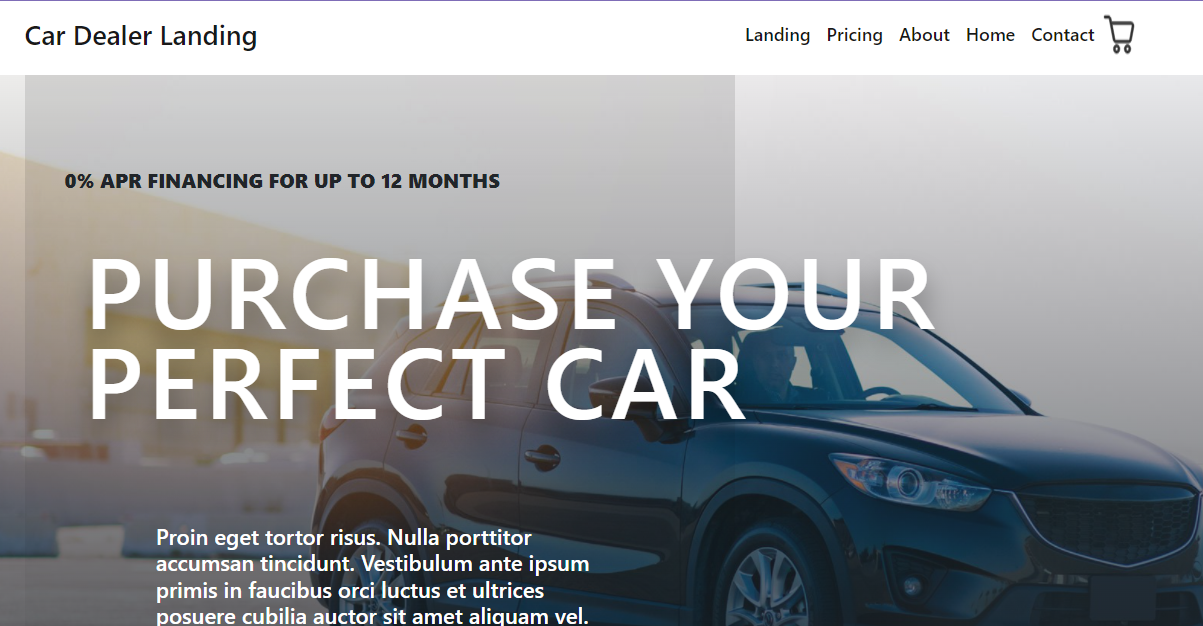 Car Dealer Landing
Landing Pricing About Home Contact
0% APR FINANCING FOR UP TO 12 MONTHS
PURCHASE YOUR
PERFECT CAR
Proin eget tortor risus. Nulla porttitor
accumsan tincidunt. Vestibulum ante ipsum
primis in faucibus orci luctus et ultrices
posuere cubilia auctor sit amet aliquam vel.